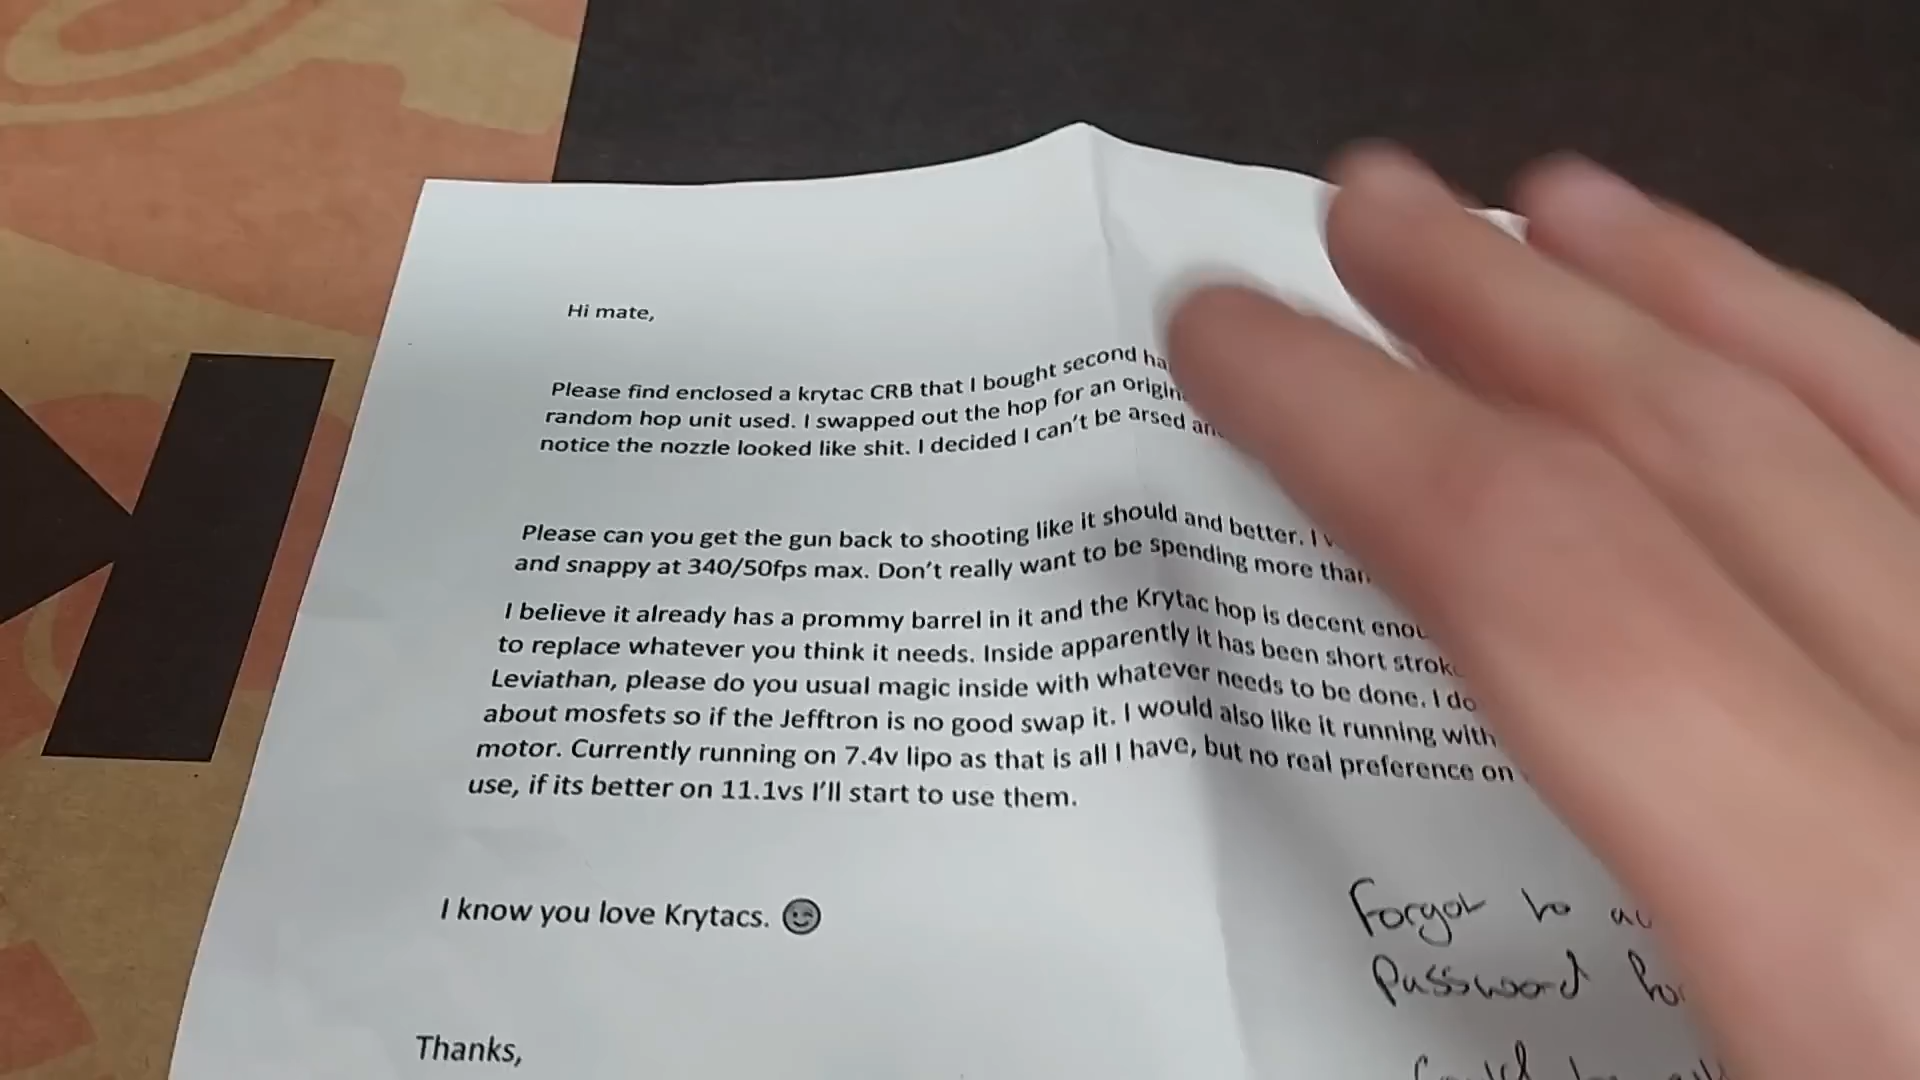 Hi mate,
Please find enclosed a krytac CRB that I bought second
random hop unit used. I swapped out the hop for an
notice the nozzle looked like shit. I decided I can't be arsed
Please can you get the gun back to shooting like it should and better. I
and snappy at 340/50fps max. Don't really want to be spending more than
I believe it already has a prommy barrel in it and the Krytac hop is decent
to replace whatever you think it needs. Inside apparently it has been short
Leviathan, please do you usual magic inside with whatever needs to be done. I do
about mosfets so if the Jefftron is no good swap it. I would also like it running with
motor. Currently running on 7.4v lipo as that is all I have, but no real preference on
use, if its better on 11.1vs I'll start to use them.
I know you love Krytacs. 😉
Thanks,
Forgot to
Password